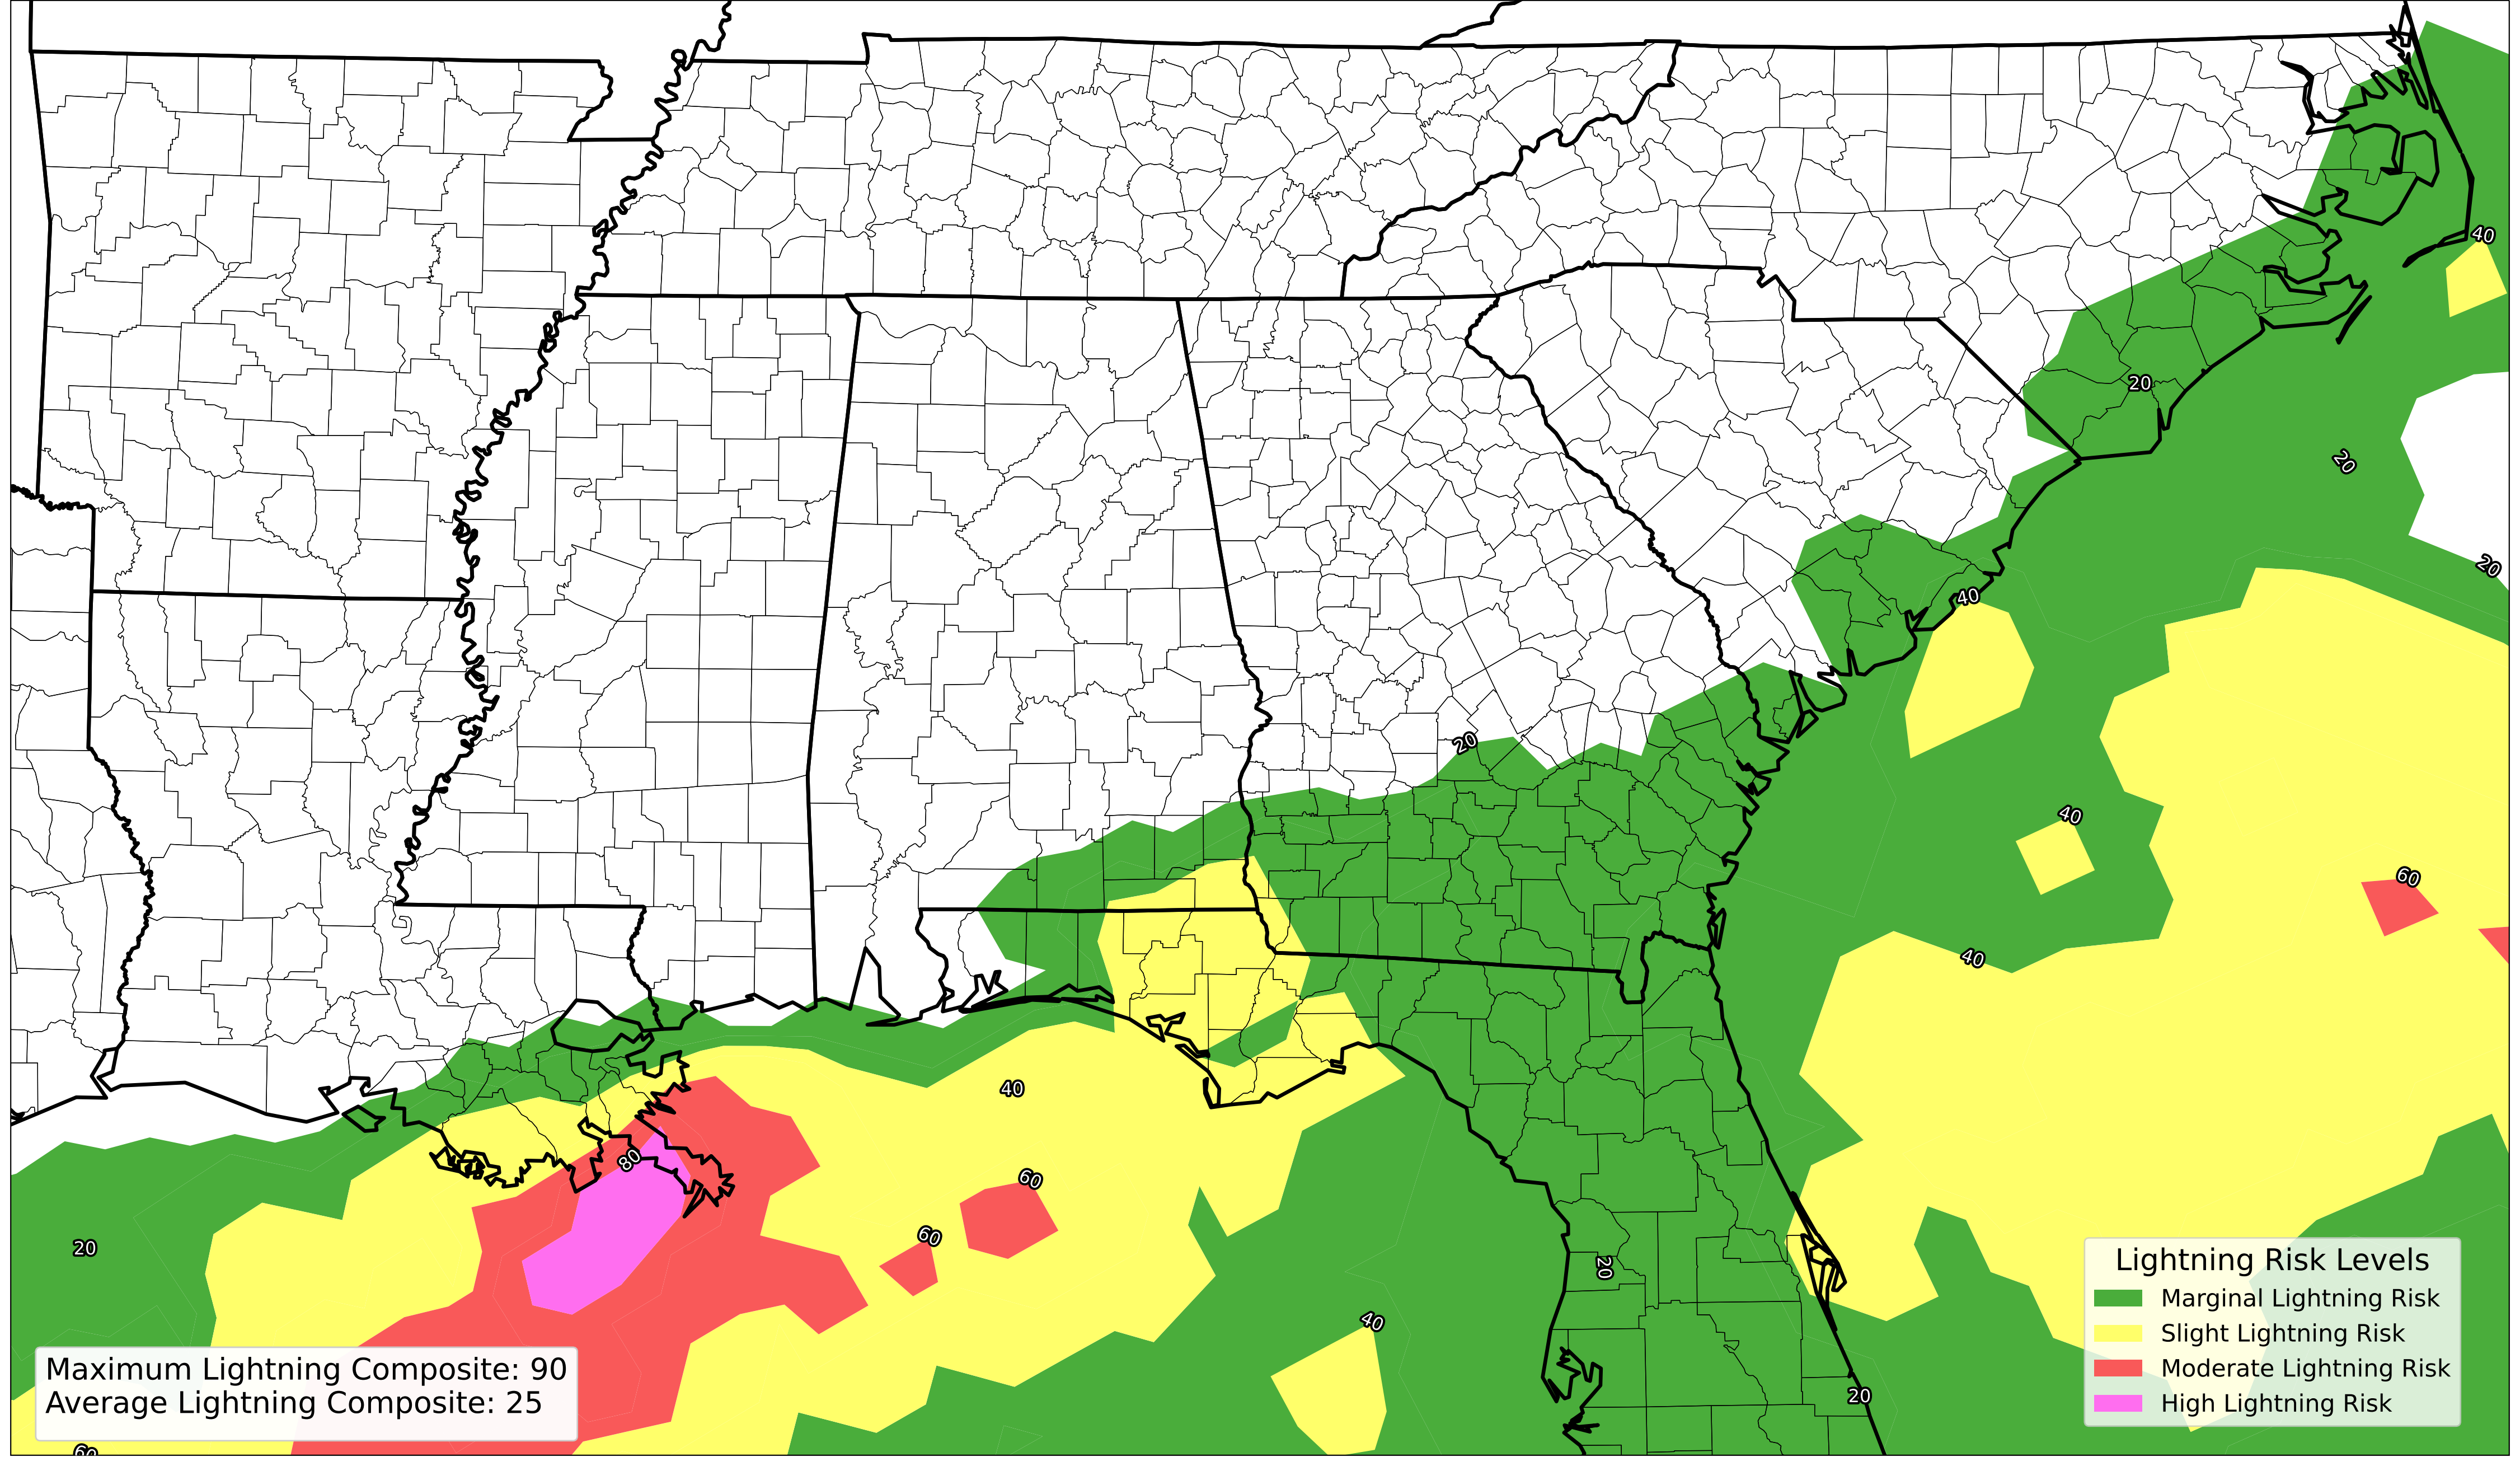 40
20
20
20
40
20
40
60
40
40
80
60
60
20
20
40
20
60
Maximum Lightning Composite: 90
Average Lightning Composite: 25
Lightning Risk Levels
Marginal Lightning Risk
Slight Lightning Risk
Moderate Lightning Risk
High Lightning Risk